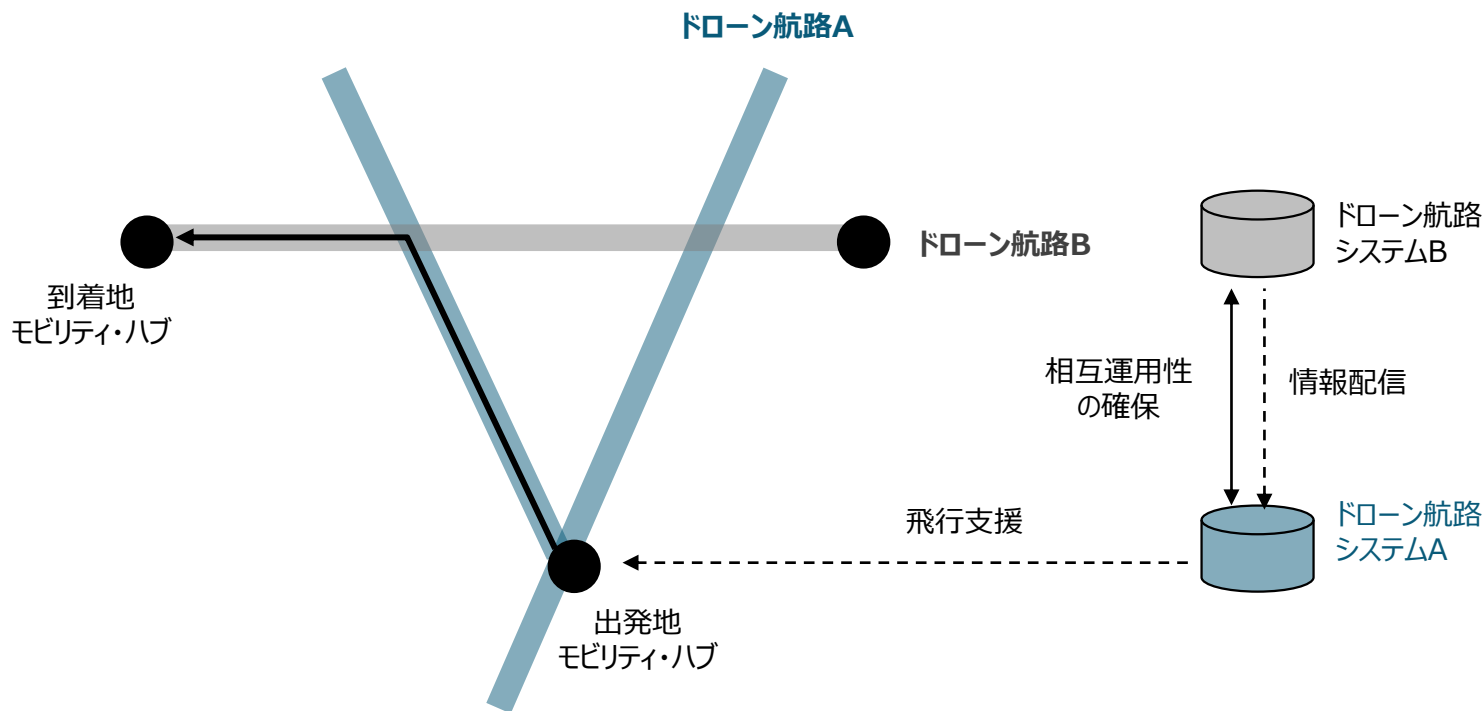 ドローン航路A
ドローン航路B
ドローン航路
システムB
到着地
モビリティ・ハブ
相互運用性
の確保
情報配信
飛行支援
ドローン航路
システムA
出発地
モビリティ・ハブ